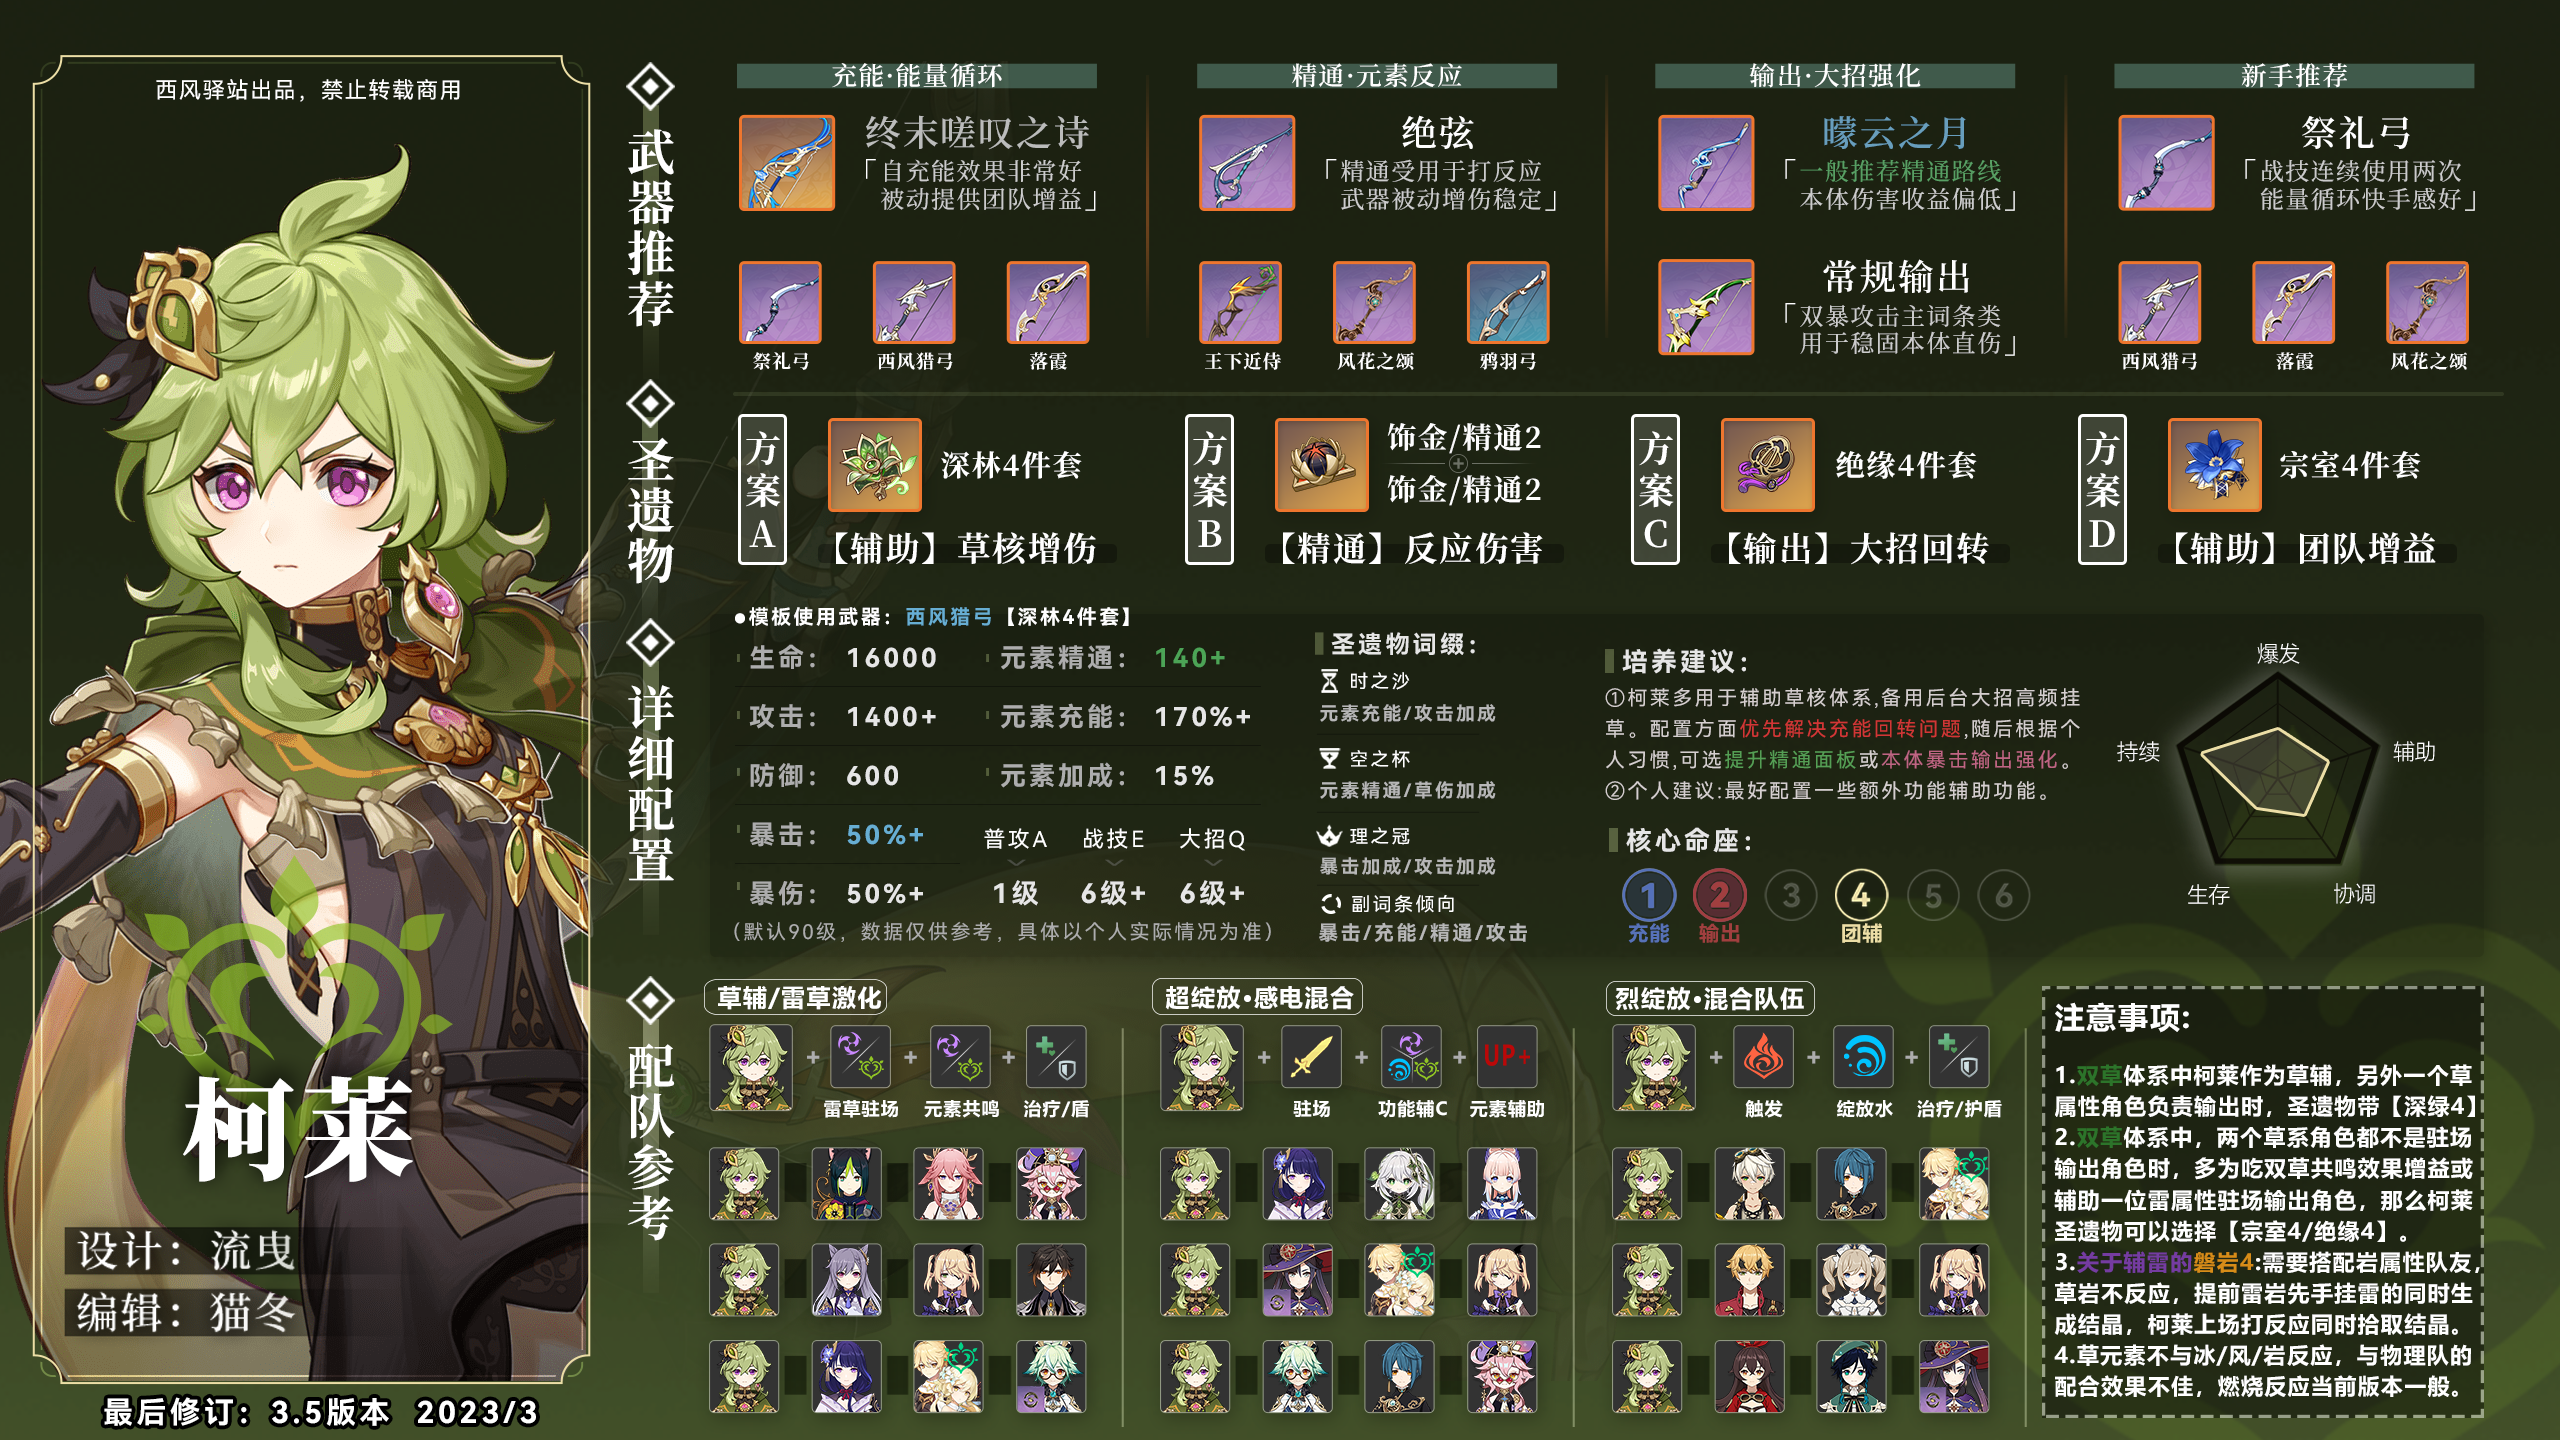 西风驿站出品，禁止转载商用
柯莱
设计：流曳
编辑：猫冬
最后修订：3.5版本 2023/3
武器推荐
充能·能量循环
终末嗟叹之诗
「自充能效果非常好
被动提供团队增益」
祭礼弓 西风猎弓 落霞
精通·元素反应
绝弦
「精通受用于打反应
武器被动增伤稳定」
王下近侍 风花之颂 鸦羽弓
输出·大招强化
曚云之月
「一般推荐精通路线
本体伤害收益偏低」
常规输出
「双暴攻击主词条类
用于稳固本体直伤」
新手推荐
祭礼弓
「战技连续使用两次
能量循环快手感好」
西风猎弓 落霞 风花之颂
圣遗物
方案A
深林4件套
【辅助】草核增伤
方案B
饰金/精通2
饰金/精通2
【精通】反应伤害
方案C
绝缘4件套
【输出】大招回转
方案D
宗室4件套
【辅助】团队增益
详细配置
●模板使用武器：西风猎弓【深林4件套】
生命： 16000 元素精通： 140+
攻击： 1400+ 元素充能： 170%+
防御： 600 元素加成： 15%
暴击： 50%+ 普攻A 战技E 大招Q
暴伤： 50%+ 1级 6级+ 6级+
（默认90级，数据仅供参考，具体以个人实际情况为准）
圣遗物词缀：
时之沙
元素充能/攻击加成
空之杯
元素精通/草伤加成
理之冠
暴击加成/攻击加成
副词条倾向
暴击/充能/精通/攻击
培养建议：
①柯莱多用于辅助草核体系,备用后台大招高频挂
草。配置方面优先解决充能回转问题,随后根据个
人习惯,可选提升精通面板或本体暴击输出强化。
②个人建议:最好配置一些额外功能辅助功能。
核心命座：
1 2 3 4 5 6
充能 输出 团辅
爆发
持续 辅助
生存 协调
配队参考
草辅/雷草激化
雷草驻场 元素共鸣 治疗/盾
超绽放·感电混合
UP+
驻场 功能辅C 元素辅助
烈绽放·混合队伍
触发 绽放水 治疗/护盾
注意事项:
1.双草体系中柯莱作为草辅，另外一个草
属性角色负责输出时，圣遗物带【深绿4】
2.双草体系中，两个草系角色都不是驻场
输出角色时，多为吃双草共鸣效果增益或
辅助一位雷属性驻场输出角色，那么柯莱
圣遗物可以选择【宗室4/绝缘4】。
3.关于辅雷的磐岩4:需要搭配岩属性队友,
草岩不反应，提前雷岩先手挂雷的同时生
成结晶，柯莱上场打反应同时拾取结晶。
4.草元素不与冰/风/岩反应，与物理队的
配合效果不佳，燃烧反应当前版本一般。